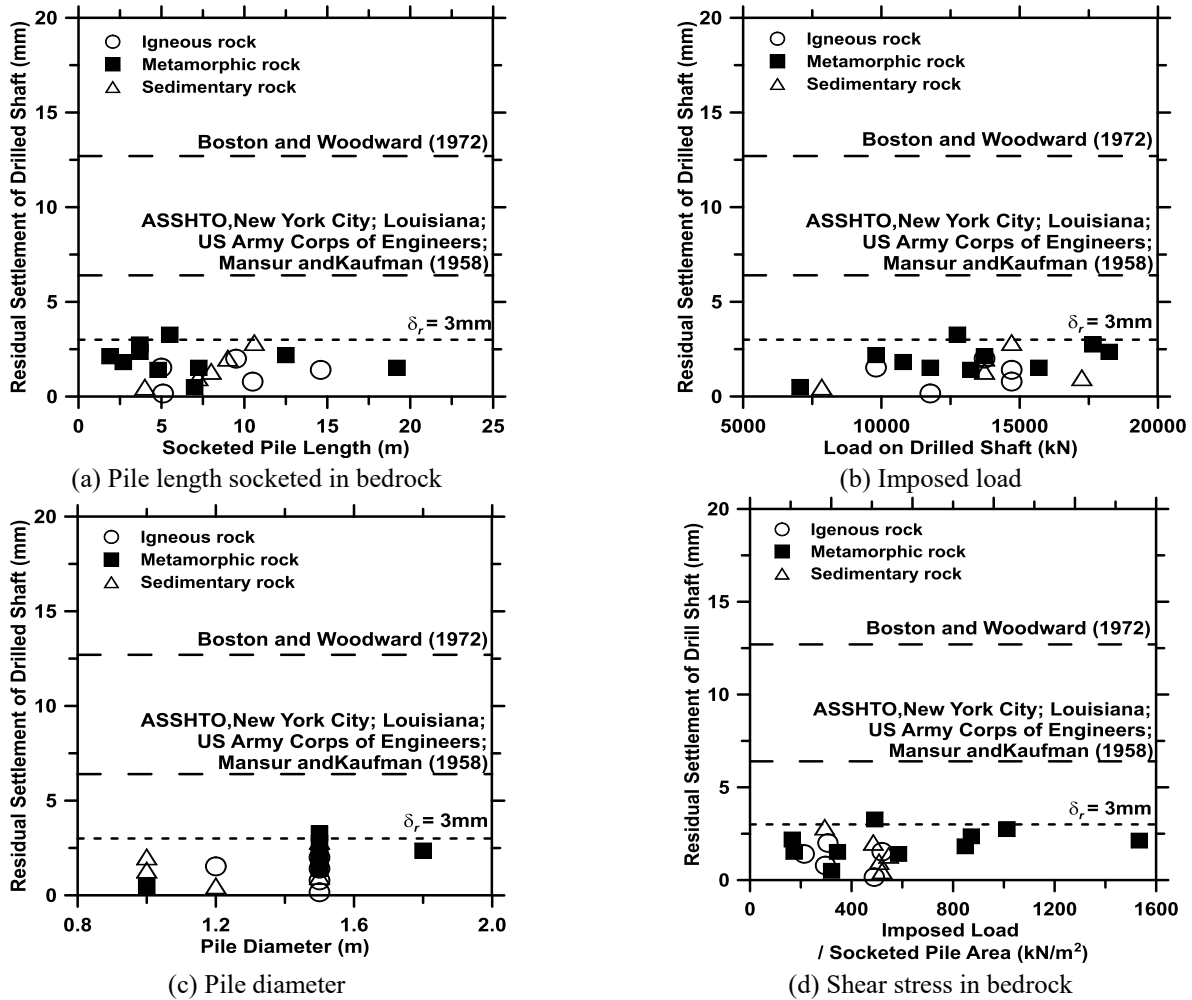 Residual Settlement of Drilled Shaft (mm)
20
15
10
5
0
Igneous rock
Metamorphic rock
Sedimentary rock
Boston and Woodward (1972)
ASSHTO,New York City; Louisiana;
US Army Corps of Engineers;
Mansur andKaufman (1958)
δr = 3mm
0 5 10 15 20 25
Socketed Pile Length (m)
(a) Pile length socketed in bedrock
Residual Settlement of Drilled Shaft (mm)
20
15
10
5
0
Igneous rock
Metamorphic rock
Sedimentary rock
Boston and Woodward (1972)
ASSHTO,New York City; Louisiana;
US Army Corps of Engineers;
Mansur andKaufman (1958)
δr = 3mm
5000 10000 15000 20000
Load on Drilled Shaft (kN)
(b) Imposed load
Residual Settlement of Drilled Shaft (mm)
20
15
10
5
0
Igneous rock
Metamorphic rock
Sedimentary rock
Boston and Woodward (1972)
ASSHTO,New York City; Louisiana;
US Army Corps of Engineers;
Mansur andKaufman (1958)
δr = 3mm
0.8 1.2 1.6 2.0
Pile Diameter (m)
(c) Pile diameter
Residual Settlement of Drill Shaft (mm)
20
15
10
5
0
Igenous rock
Metamorphic rock
Sedimentary rock
Boston and Woodward (1972)
ASSHTO,New York City; Louisiana;
US Army Corps of Engineers;
Mansur andKaufman (1958)
δr = 3mm
0 400 800 1200 1600
Imposed Load
/ Socketed Pile Area (kN/m²)
(d) Shear stress in bedrock